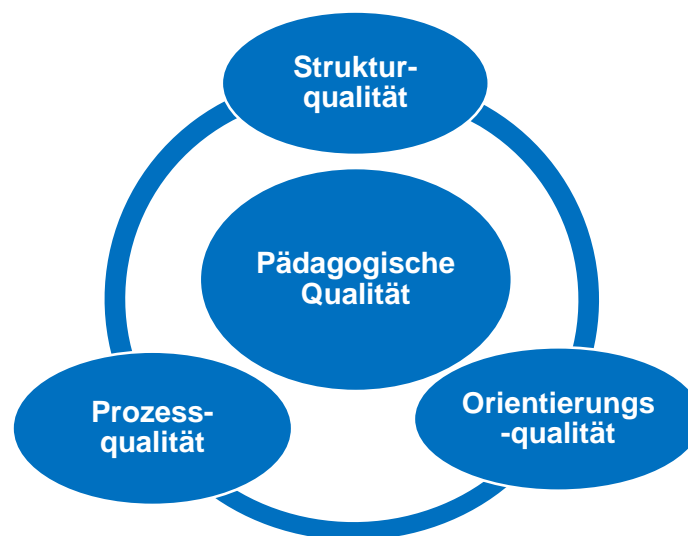 Struktur-
qualität
Pädagogische
Qualität
Prozess-
qualität
Orientierungs
-qualität